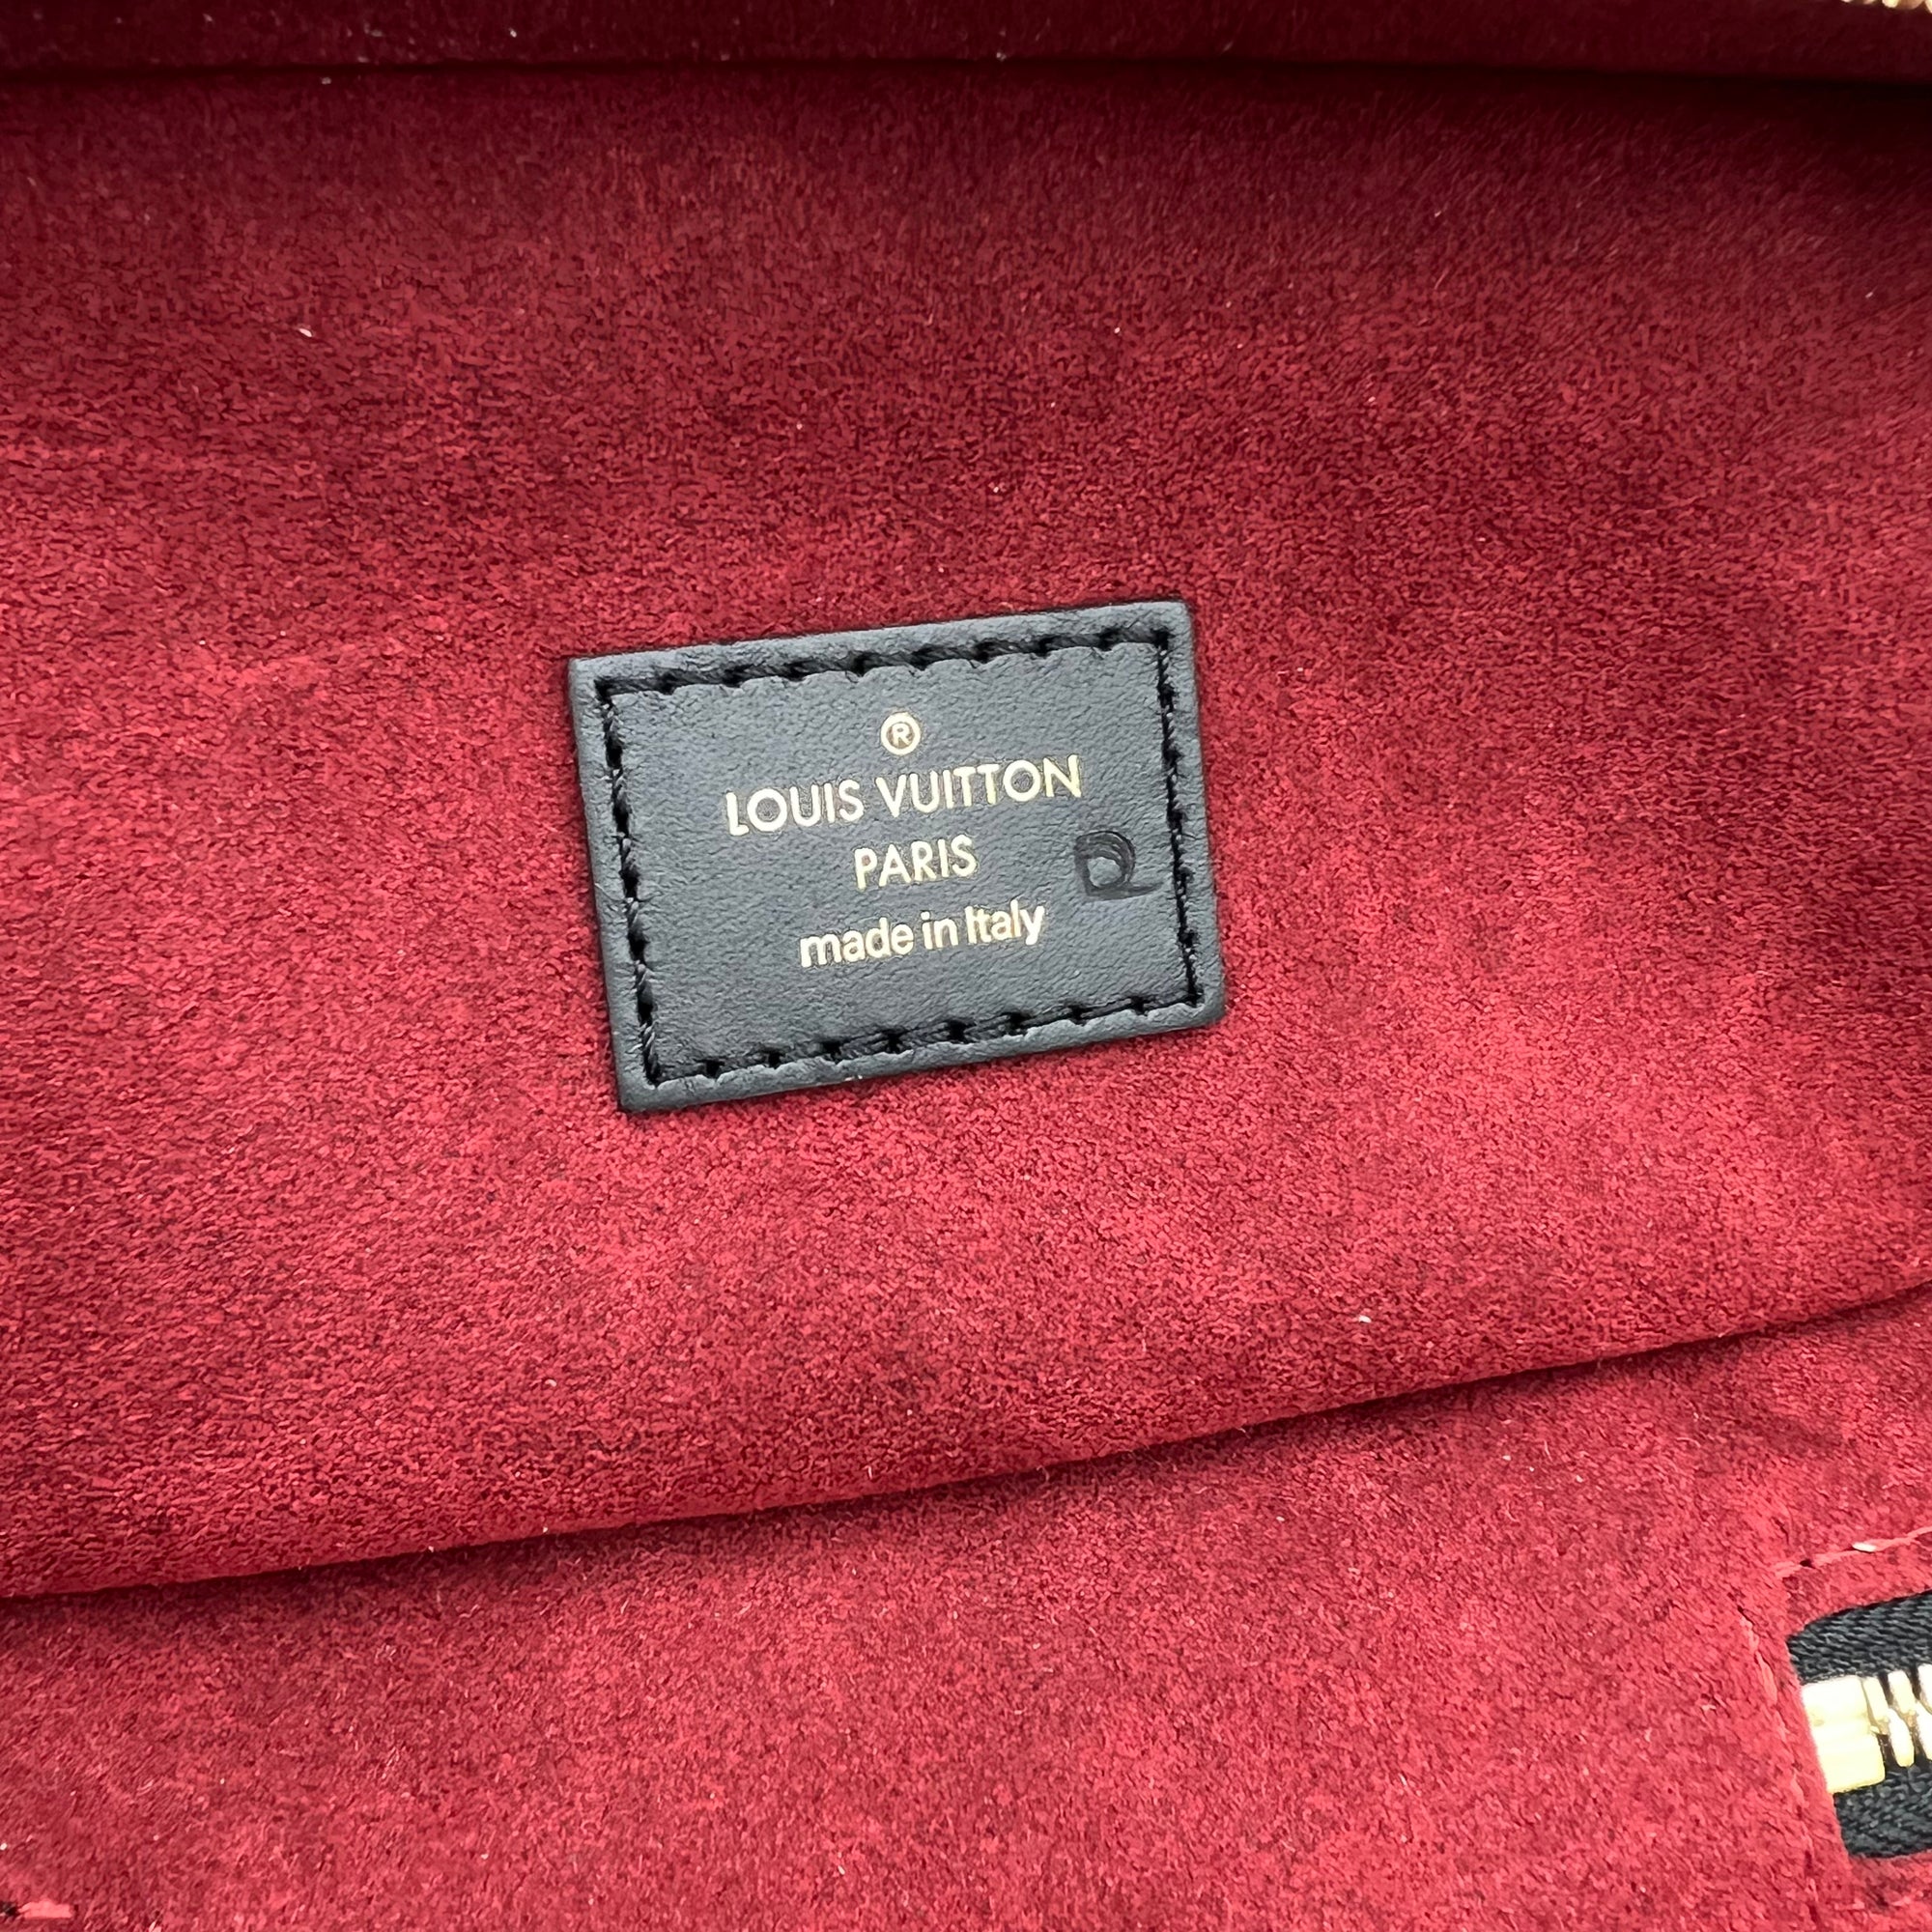 ®
LOUIS VUITTON
PARIS
made in Italy